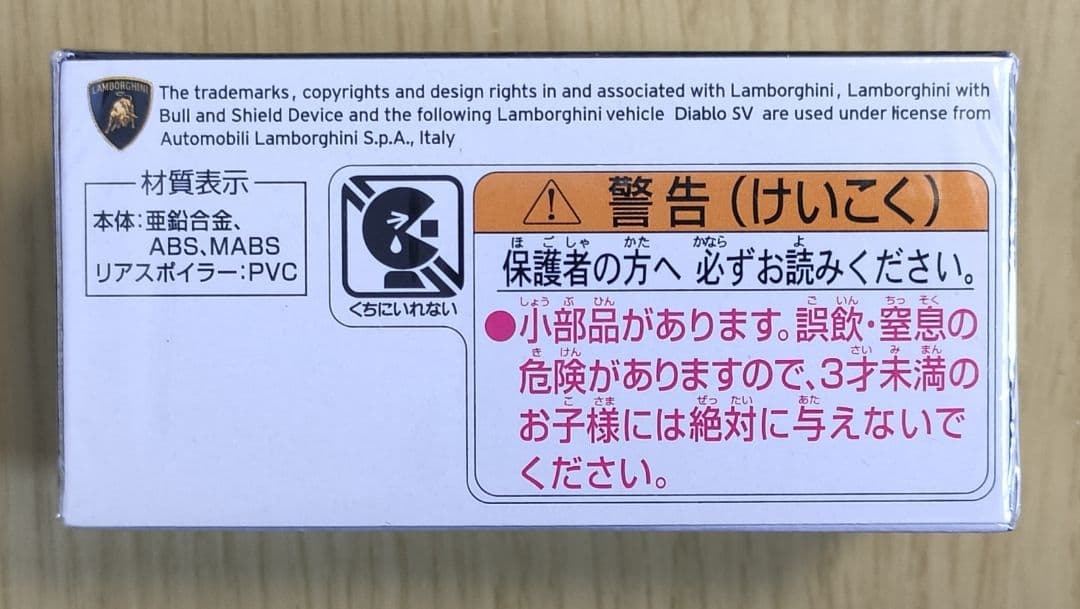 LAMBORGHINI
The trademarks, copyrights and design rights in and associated with Lamborghini, Lamborghini with
Bull and Shield Device and the following Lamborghini vehicle Diablo SV are used under license from
Automobili Lamborghini S.p.A., Italy
材質表示
本体:亜鉛合金、
ABS、MABS
リアスポイラー:PVC
くちにいれない
警告(けいこく)
ほごしゃ かた かなら よ
保護者の方へ 必ずお読みください。
しょうぶひん ごいん ちっそく
●小部品があります。誤飲・窒息の
きけん さいみまん
危険がありますので、3才未満の
こさま ぜったい あた
お子様には絶対に与えないで
ください。